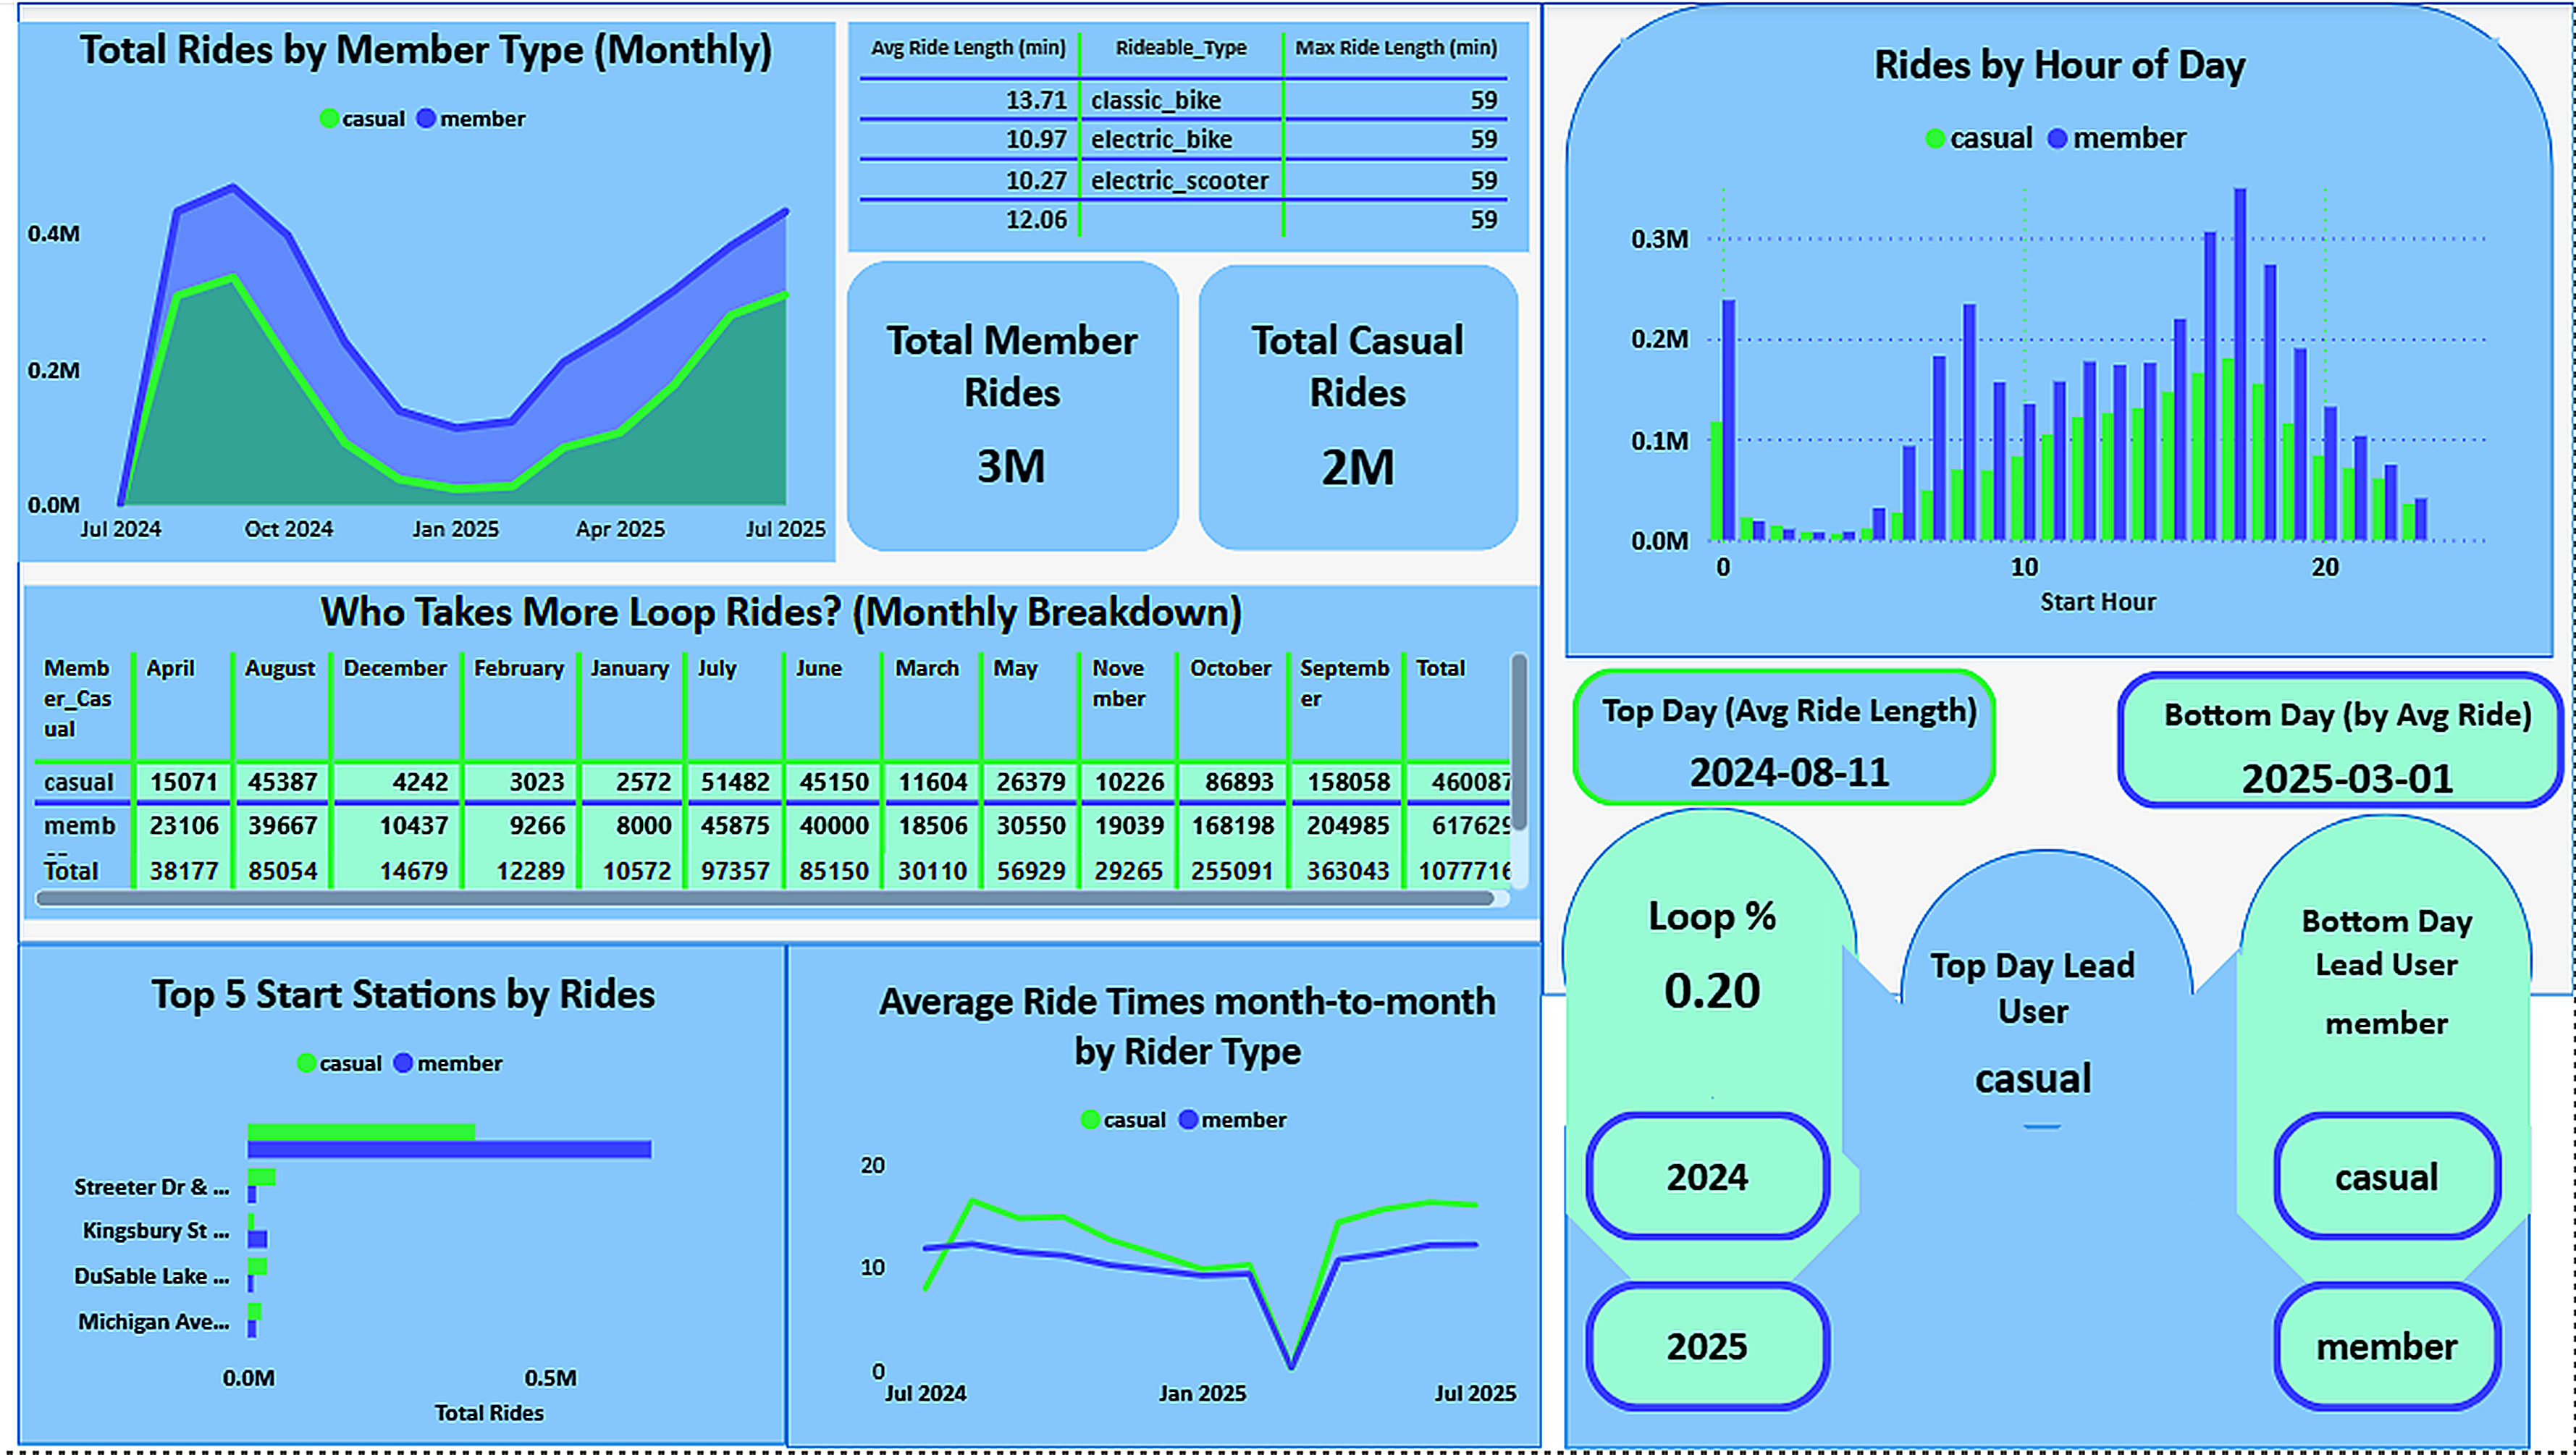 Total Rides by Member Type (Monthly)
casual member
0.4M
0.2M
0.0M
Jul 2024 Oct 2024 Jan 2025 Apr 2025 Jul 2025
Avg Ride Length (min) Rideable_Type Max Ride Length (min)
13.71 classic_bike 59
10.97 electric_bike 59
10.27 electric_scooter 59
12.06 59
Total Member
Rides
3M
Total Casual
Rides
2M
Rides by Hour of Day
casual member
0.3M
0.2M
0.1M
0.0M
0 10 20
Start Hour
Who Takes More Loop Rides? (Monthly Breakdown)
Memb April August December February January July June March May Nove October Septemb Total
er_Cas mber er
ual
casual 15071 45387 4242 3023 2572 51482 45150 11604 26379 10226 86893 158058 460087
memb 23106 39667 10437 9266 8000 45875 40000 18506 30550 19039 168198 204985 617629
Total 38177 85054 14679 12289 10572 97357 85150 30110 56929 29265 255091 363043 1077716
Top Day (Avg Ride Length)
2024-08-11
Bottom Day (by Avg Ride)
2025-03-01
Loop %
0.20
Top Day Lead
User
casual
Bottom Day
Lead User
member
2024
2025
casual
member
Top 5 Start Stations by Rides
casual member
Streeter Dr & ...
Kingsbury St ...
DuSable Lake ...
Michigan Ave...
0.0M 0.5M
Total Rides
Average Ride Times month-to-month
by Rider Type
casual member
20
10
0
Jul 2024 Jan 2025 Jul 2025